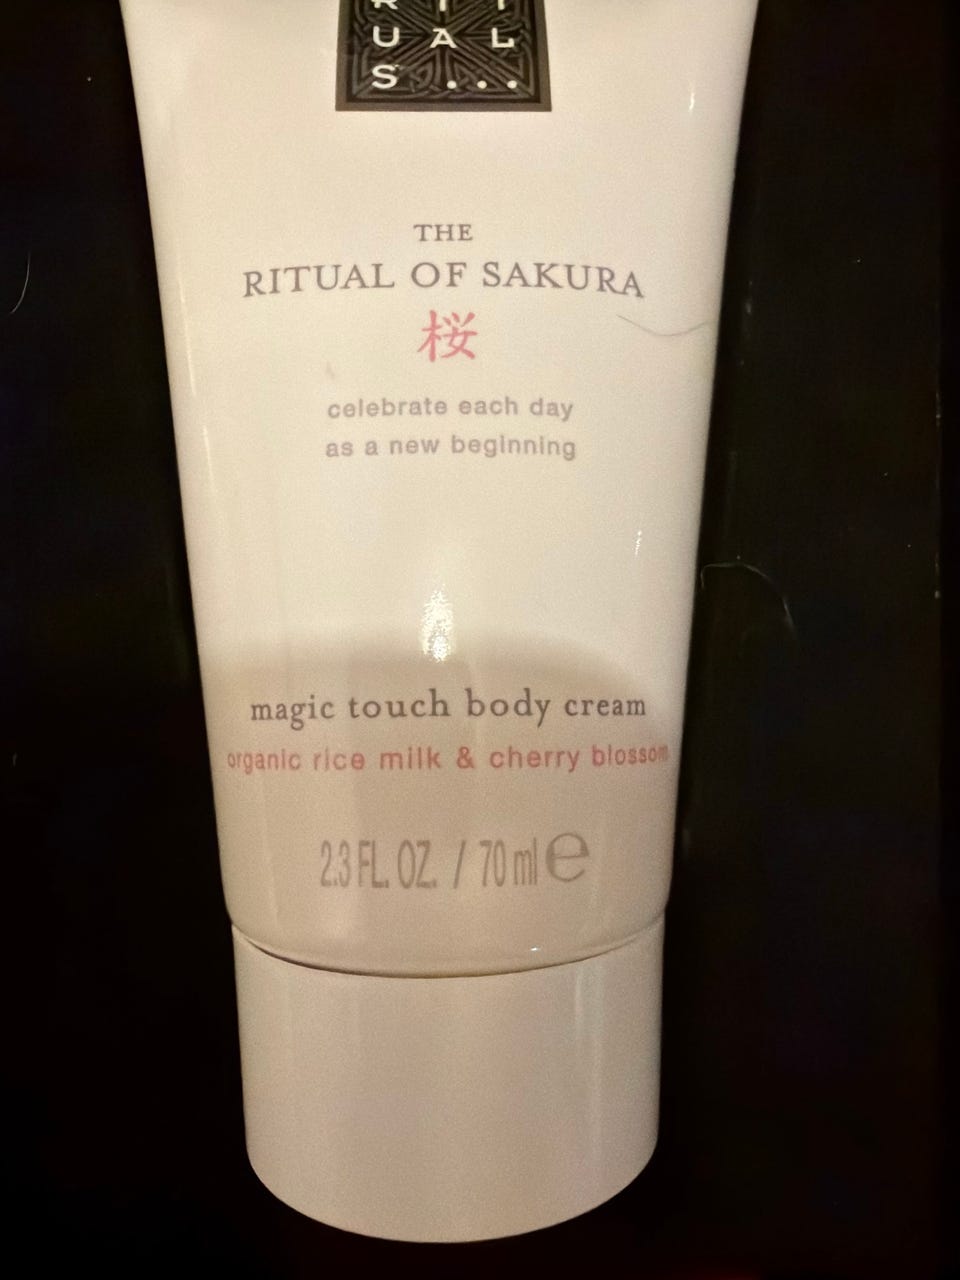 U A L
S ...
THE
RITUAL OF SAKURA
桜
celebrate each day
as a new beginning
magic touch body cream
organic rice milk & cherry blossom
2.3 FL. OZ. / 70 ml e